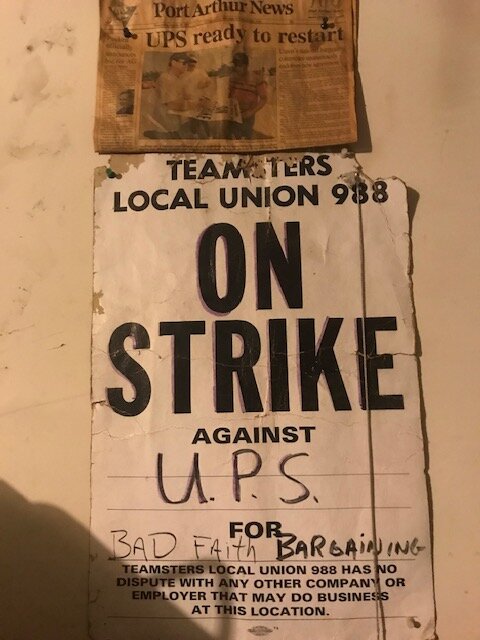 Port Arthur News
UPS ready to restart
TEAMSTERS
LOCAL UNION 988
ON
STRIKE
AGAINST
U.P.S.
FOR
BAD FAith BARGAINING
TEAMSTERS LOCAL UNION 988 HAS NO
DISPUTE WITH ANY OTHER COMPANY OR
EMPLOYER THAT MAY DO BUSINESS
AT THIS LOCATION.